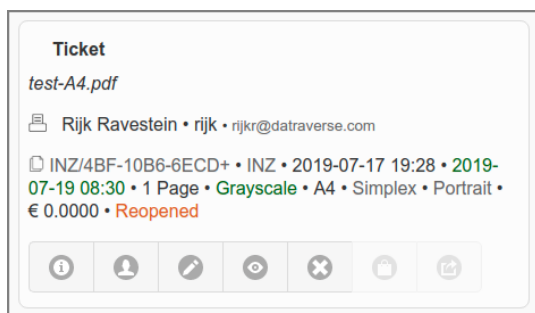 Ticket
test-A4.pdf
Rijk Ravestein • rijk • rijkr@datraverse.com
INZ/4BF-10B6-6ECD+ • INZ • 2019-07-17 19:28 • 2019-
07-19 08:30 • 1 Page • Grayscale • A4 • Simplex • Portrait •
€ 0.0000 • Reopened